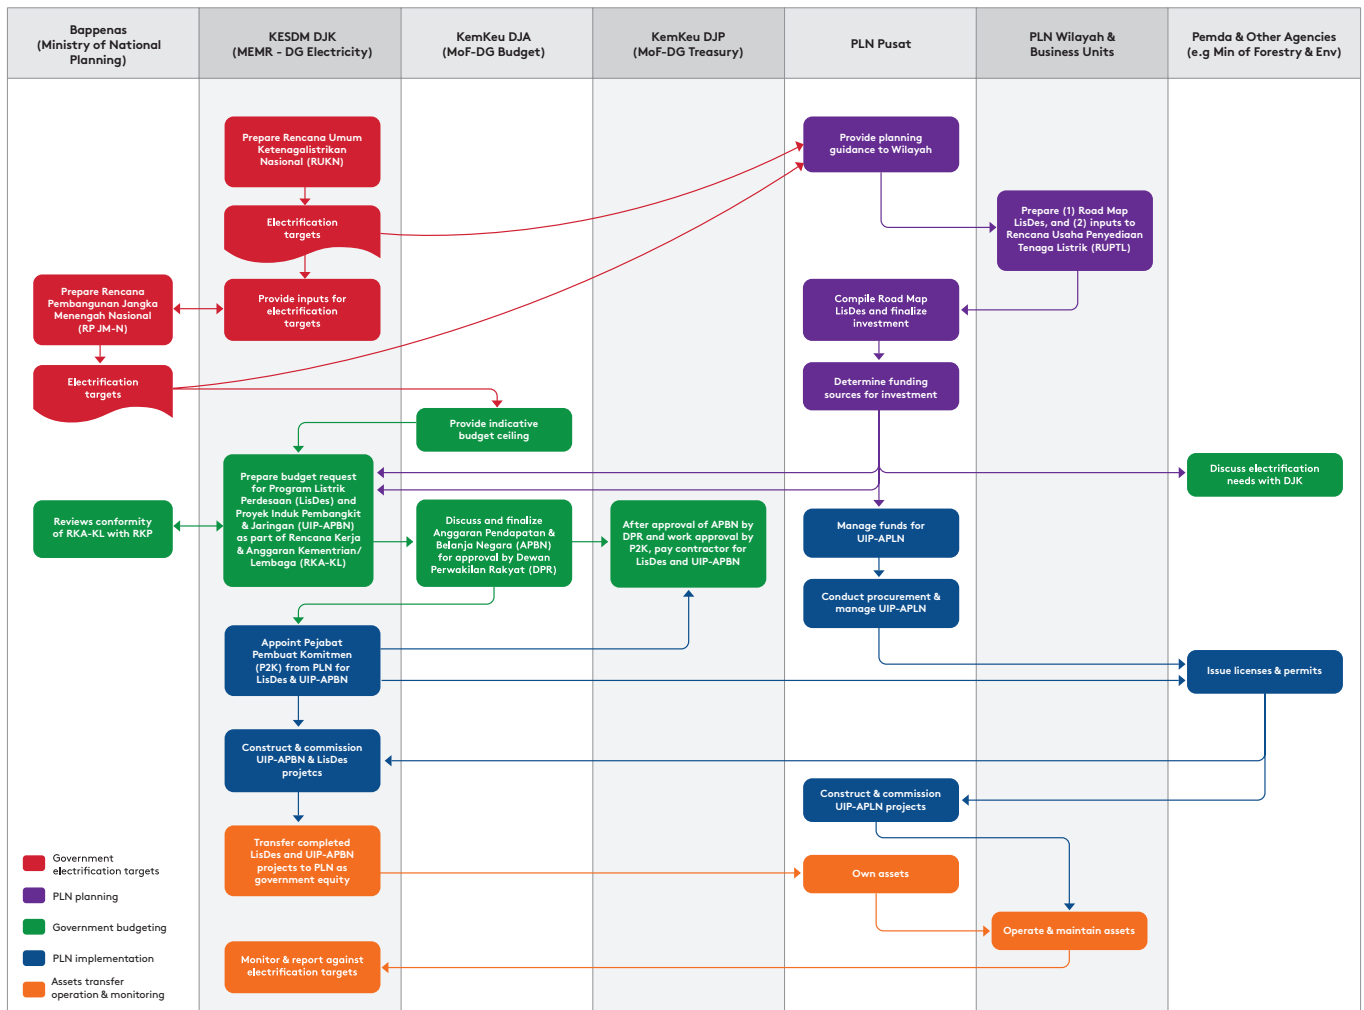 Bappenas
(Ministry of National
Planning)
KESDM DJK
(MEMR - DG Electricity)
KemKeu DJA
(MoF-DG Budget)
KemKeu DJP
(MoF-DG Treasury)
PLN Pusat
PLN Wilayah &
Business Units
Pemda & Other Agencies
(e.g Min of Forestry & Env)
Prepare Rencana Umum
Ketenagalistrikan
Nasional (RUKN)
Provide planning
guidance to Wilayah
Electrification
targets
Prepare (1) Road Map
LisDes, and (2) inputs to
Rencana Usaha Penyediaan
Tenaga Listrik (RUPTL)
Prepare Rencana
Pembangunan Jangka
Menengah Nasional
(RP JM-N)
Provide inputs for
electrification
targets
Compile Road Map
LisDes and finalize
investment
Electrification
targets
Determine funding
sources for investment
Provide indicative
budget ceiling
Prepare budget request
for Program Listrik
Perdesaan (LisDes) and
Proyek Induk Pembangkit
& Jaringan (UIP-APBN)
as part of Rencana Kerja
& Anggaran Kementrian/
Lembaga (RKA-KL)
Discuss electrification
needs with DJK
Reviews conformity
of RKA-KL with RKP
Discuss and finalize
Anggaran Pendapatan &
Belanja Negara (APBN)
for approval by Dewan
Perwakilan Rakyat (DPR)
After approval of APBN by
DPR and work approval by
P2K, pay contractor for
LisDes and UIP-APBN
Manage funds for
UIP-APLN
Conduct procurement &
manage UIP-APLN
Appoint Pejabat
Pembuat Komitmen
(P2K) from PLN for
LisDes & UIP-APBN
Issue licenses & permits
Construct & commission
UIP-APBN & LisDes
projetcs
Construct & commission
UIP-APLN projects
Transfer completed
LisDes and UIP-APBN
projects to PLN as
government equity
Own assets
Operate & maintain assets
Monitor & report against
electrification targets
Government
electrification targets
PLN planning
Government budgeting
PLN implementation
Assets transfer
operation & monitoring